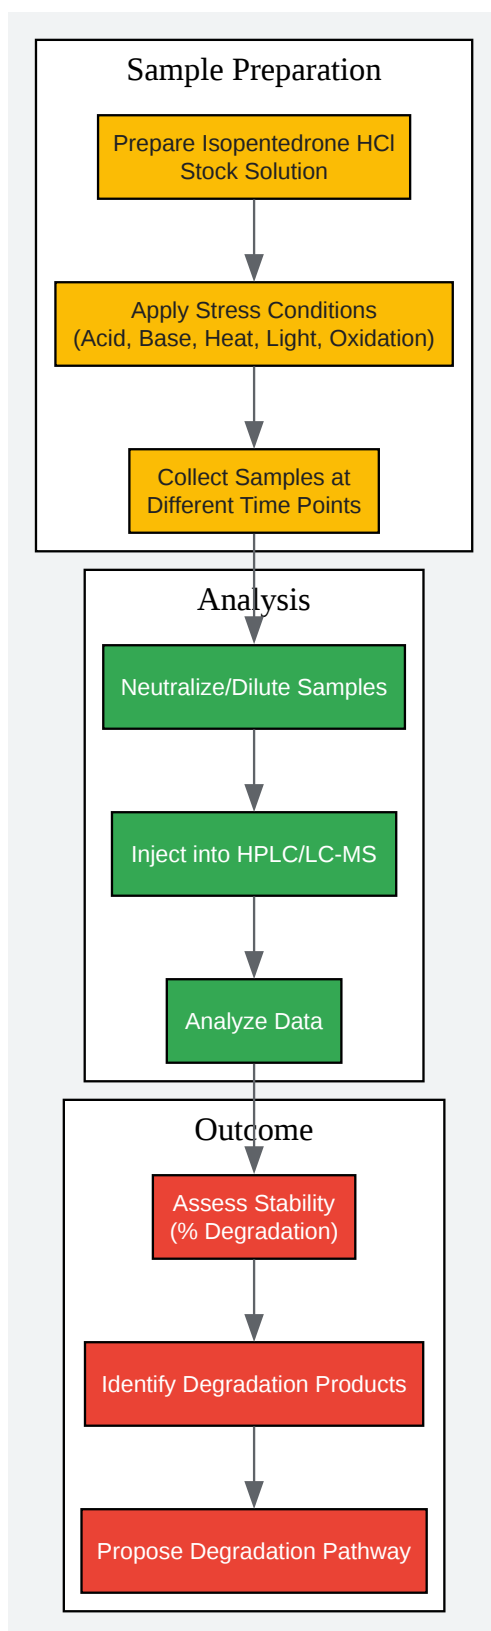 Sample Preparation
Prepare Isopentedrone HCl
Stock Solution
Apply Stress Conditions
(Acid, Base, Heat, Light, Oxidation)
Collect Samples at
Different Time Points
Analysis
Neutralize/Dilute Samples
Inject into HPLC/LC-MS
Analyze Data
Outcome
Assess Stability
(% Degradation)
Identify Degradation Products
Propose Degradation Pathway